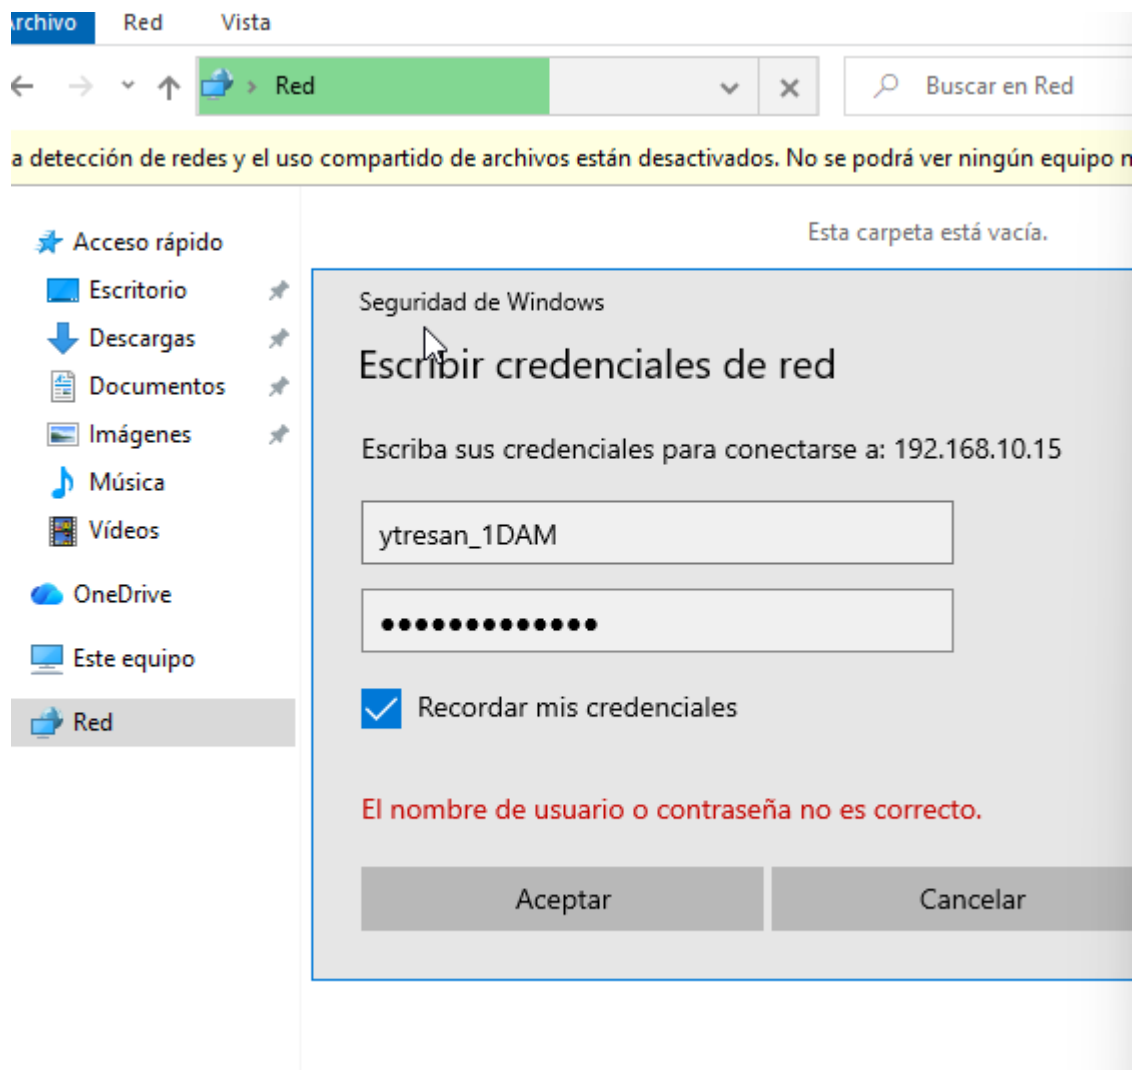 Archivo Red Vista
Red
Buscar en Red
a detección de redes y el uso compartido de archivos están desactivados. No se podrá ver ningún equipo
Acceso rápido
Escritorio
Descargas
Documentos
Imágenes
Música
Vídeos
OneDrive
Este equipo
Red
Esta carpeta está vacía.
Seguridad de Windows
Escribir credenciales de red
Escriba sus credenciales para conectarse a: 192.168.10.15
ytresan_1DAM
●●●●●●●●●●●●●
Recordar mis credenciales
El nombre de usuario o contraseña no es correcto.
Aceptar Cancelar